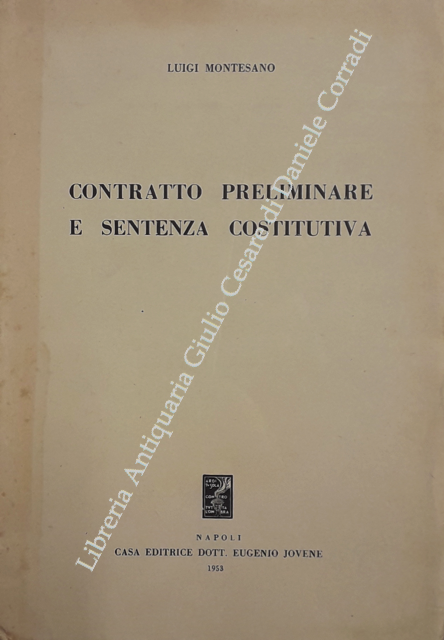 LUIGI MONTESANO
CONTRATTO PRELIMINARE
E SENTENZA COSTITUTIVA
NAPOLI
CASA EDITRICE DOTT. EUGENIO JOVENE
1953
Libreria Antiquaria Giulio Cesare di Daniele Corradi